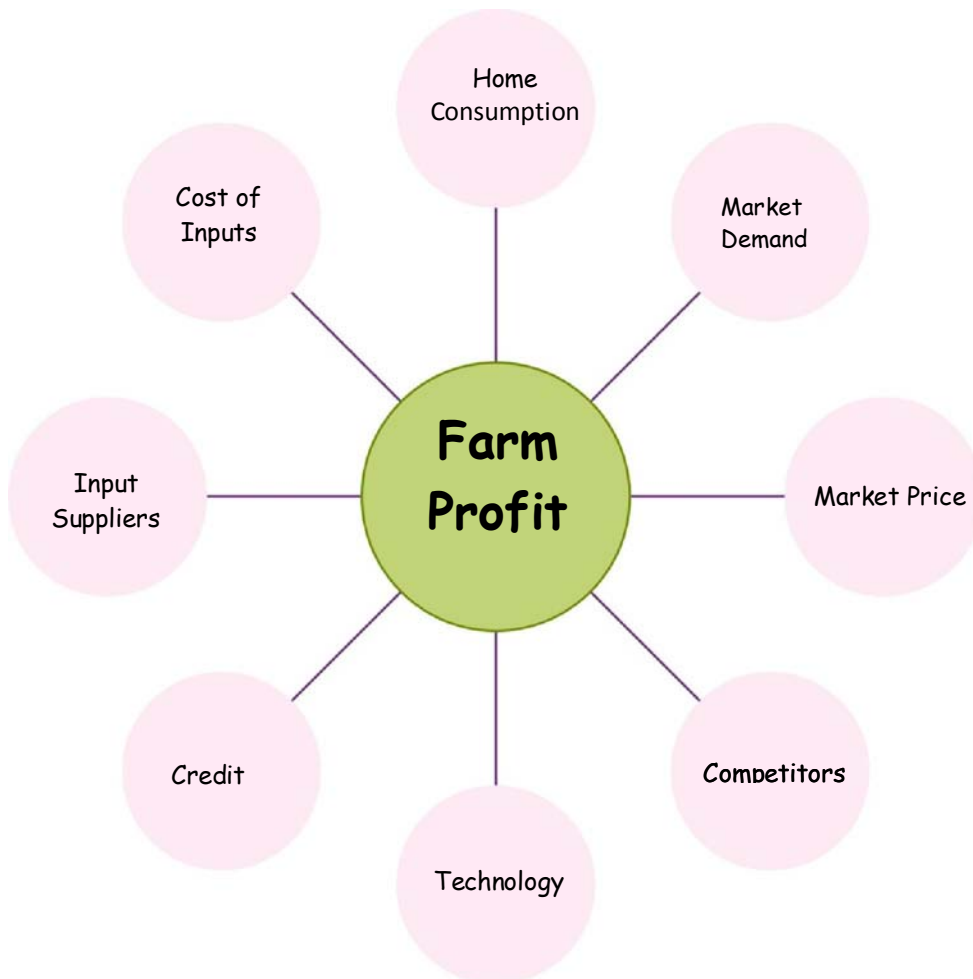 Home
Consumption
Cost of
Inputs
Market
Demand
Farm
Profit
Input
Suppliers
Market Price
Credit
Competitors
Technology